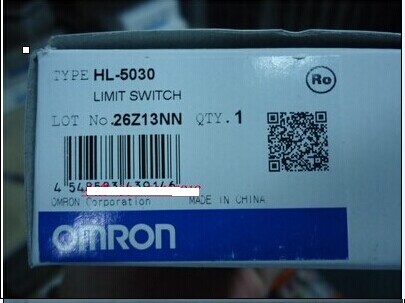 TYPE HL-5030
Ro
LIMIT SWITCH
LOT No.26Z13NN QTY.1
OMRON Corporation MADE IN CHINA
OMRON